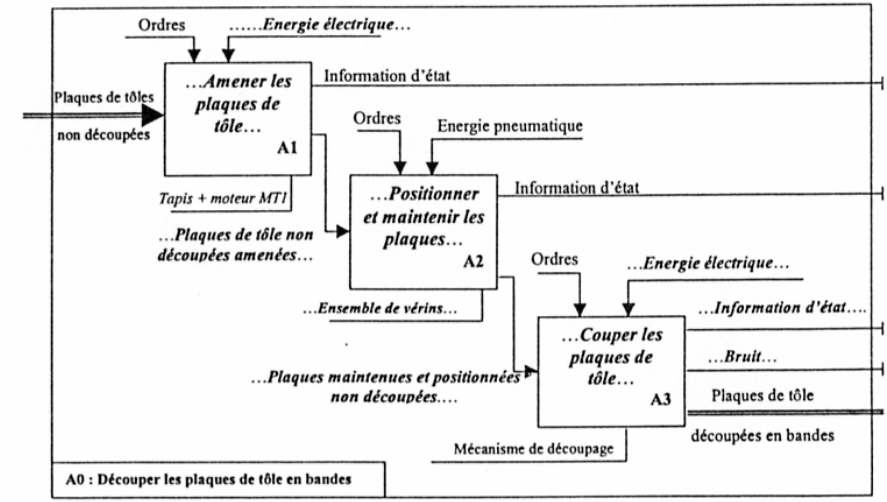 Ordres
……Energie électrique…
Plaques de tôles
non découpées
…Amener les
plaques de
tôle…
A1
Information d'état
Tapis + moteur MT1
…Plaques de tôle non
découpées amenées…
Ordres
Energie pneumatique
…Positionner
et maintenir les
plaques…
A2
Information d'état
…Ensemble de vérins…
…Plaques maintenues et positionnées
non découpées….
Ordres
…Energie électrique…
…Couper les
plaques de
tôle…
A3
…Information d'état….
…Bruit…
Plaques de tôle
découpées en bandes
Mécanisme de découpage
A0 : Découper les plaques de tôle en bandes